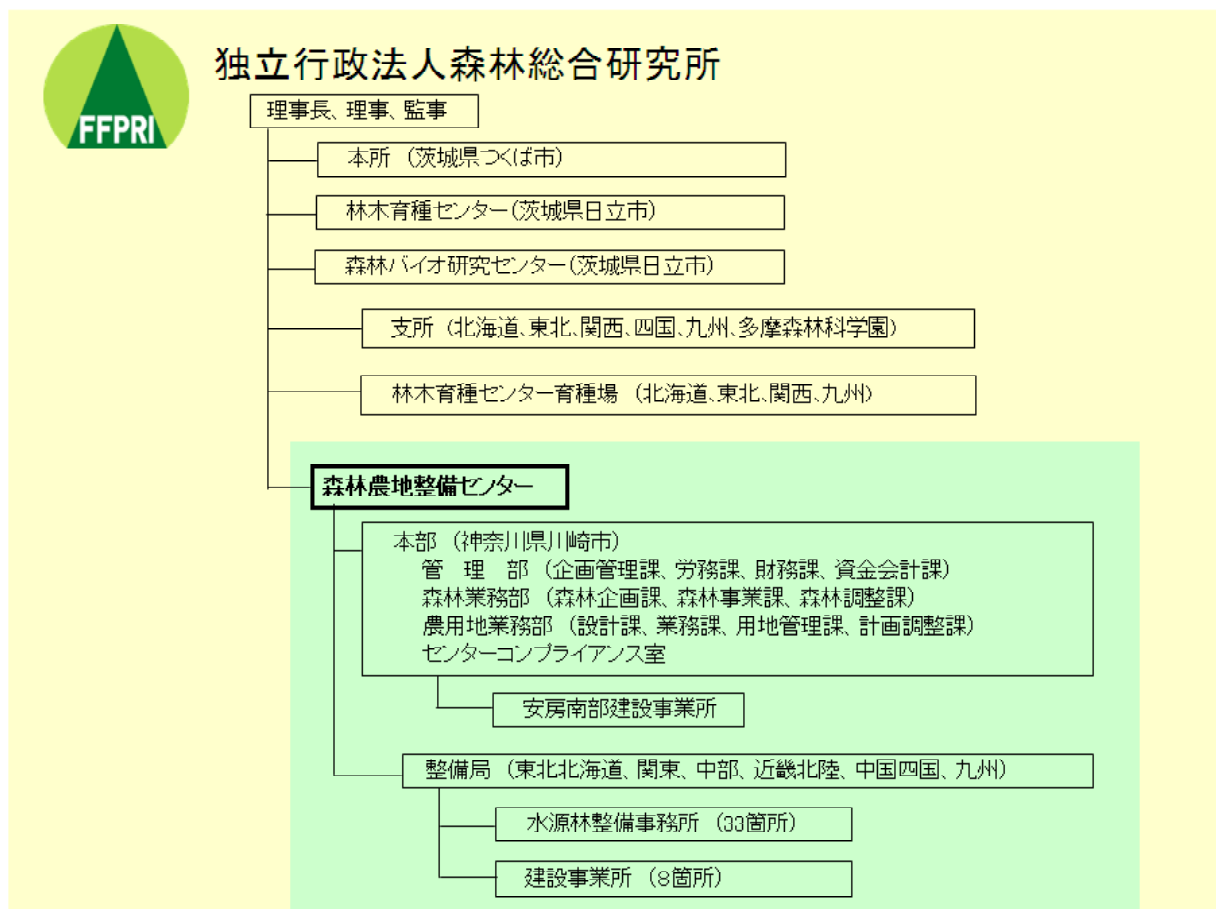 独立行政法人森林総合研究所
FFPRI
理事長、理事、監事
本所 (茨城県つくば市)
林木育種センター(茨城県日立市)
森林バイオ研究センター(茨城県日立市)
支所 (北海道、東北、関西、四国、九州、多摩森林科学園)
林木育種センター育種場 (北海道、東北、関西、九州)
森林農地整備センター
本部 (神奈川県川崎市)
管 理 部 (企画管理課、労務課、財務課、資金会計課)
森林業務部 (森林企画課、森林事業課、森林調整課)
農用地業務部 (設計課、業務課、用地管理課、計画調整課)
センターコンプライアンス室
安房南部建設事業所
整備局 (東北北海道、関東、中部、近畿北陸、中国四国、九州)
水源林整備事務所 (33箇所)
建設事業所 (8箇所)